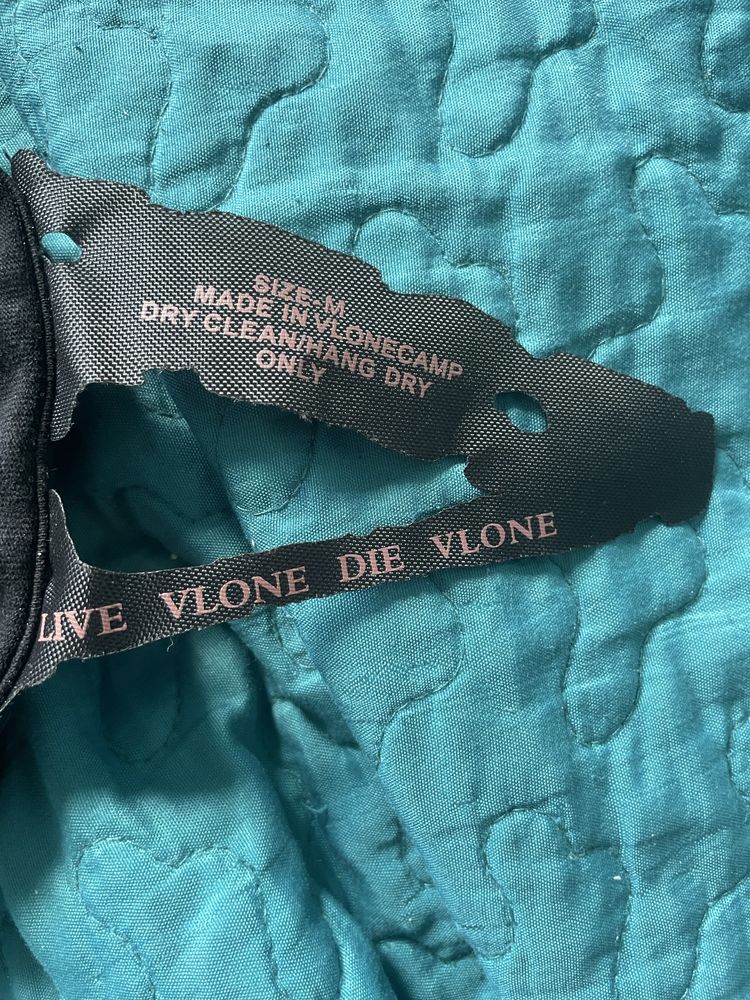 SIZE-M
MADE IN VLONECAMP
DRY CLEAN/HANG DRY
ONLY
LIVE VLONE DIE VLONE